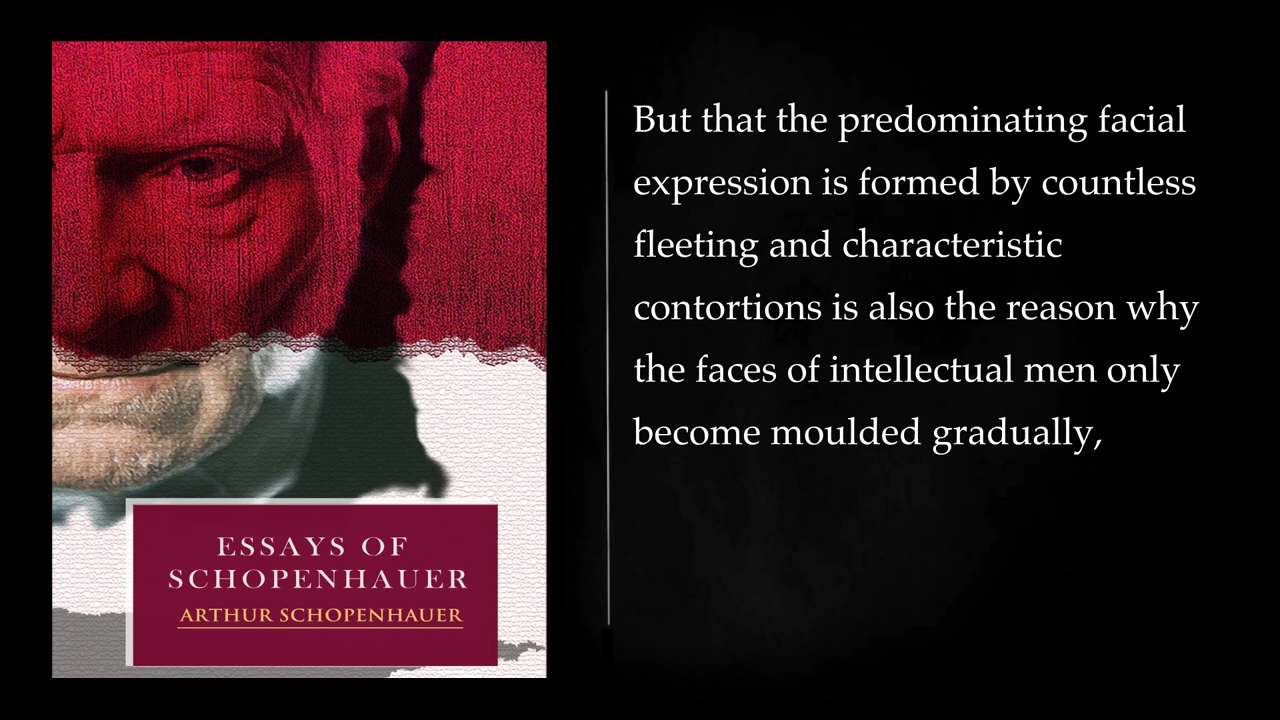 ESSAYS OF
SCHOPENHAUER
ARTHUR SCHOPENHAUER
But that the predominating facial
expression is formed by countless
fleeting and characteristic
contortions is also the reason why
the faces of intellectual men only
become moulded gradually,